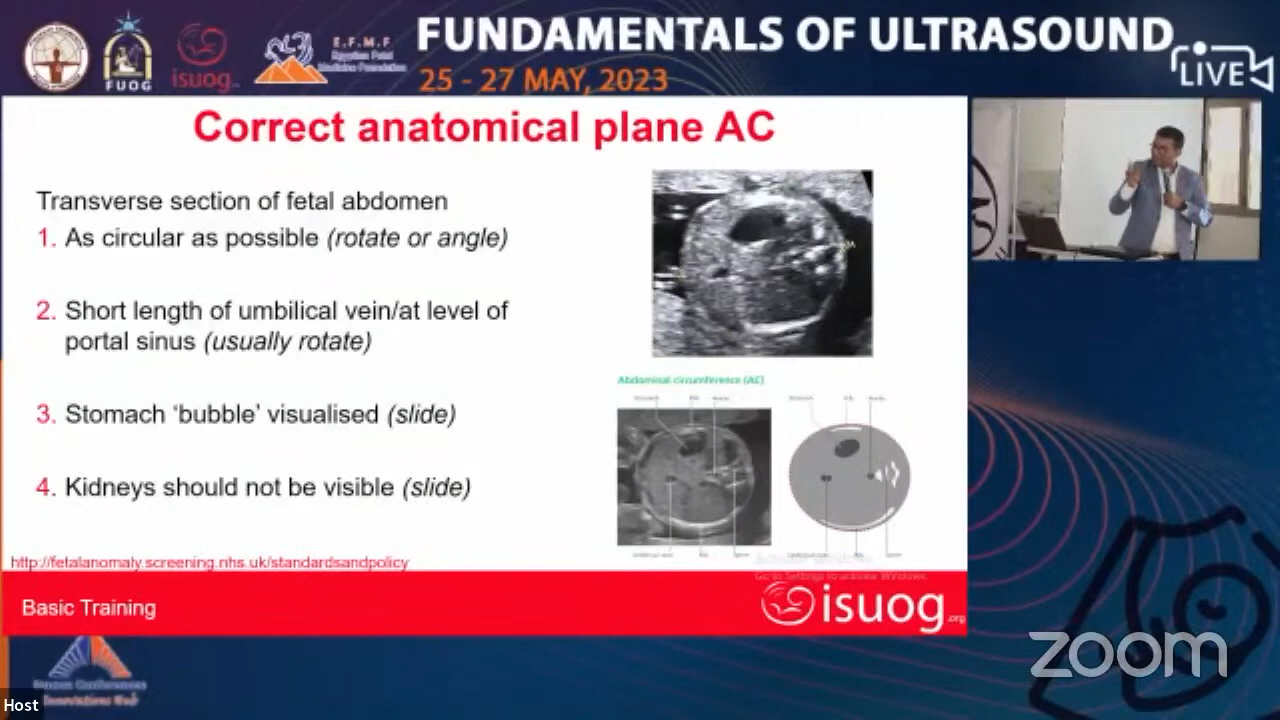 FUNDAMENTALS OF ULTRASOUND
LIVE
25 - 27 MAY, 2023
FUOG
isuog
E.F.M.F
Correct anatomical plane AC
Transverse section of fetal abdomen
1. As circular as possible (rotate or angle)
2. Short length of umbilical vein/at level of
portal sinus (usually rotate)
3. Stomach ‘bubble’ visualised (slide)
4. Kidneys should not be visible (slide)
Abdominal circumference (AC)
http://fetalanomaly.screening.nhs.uk/standardsandpolicy
Go to Settings to activate Windows.
Basic Training
isuog.org
zoom
Host